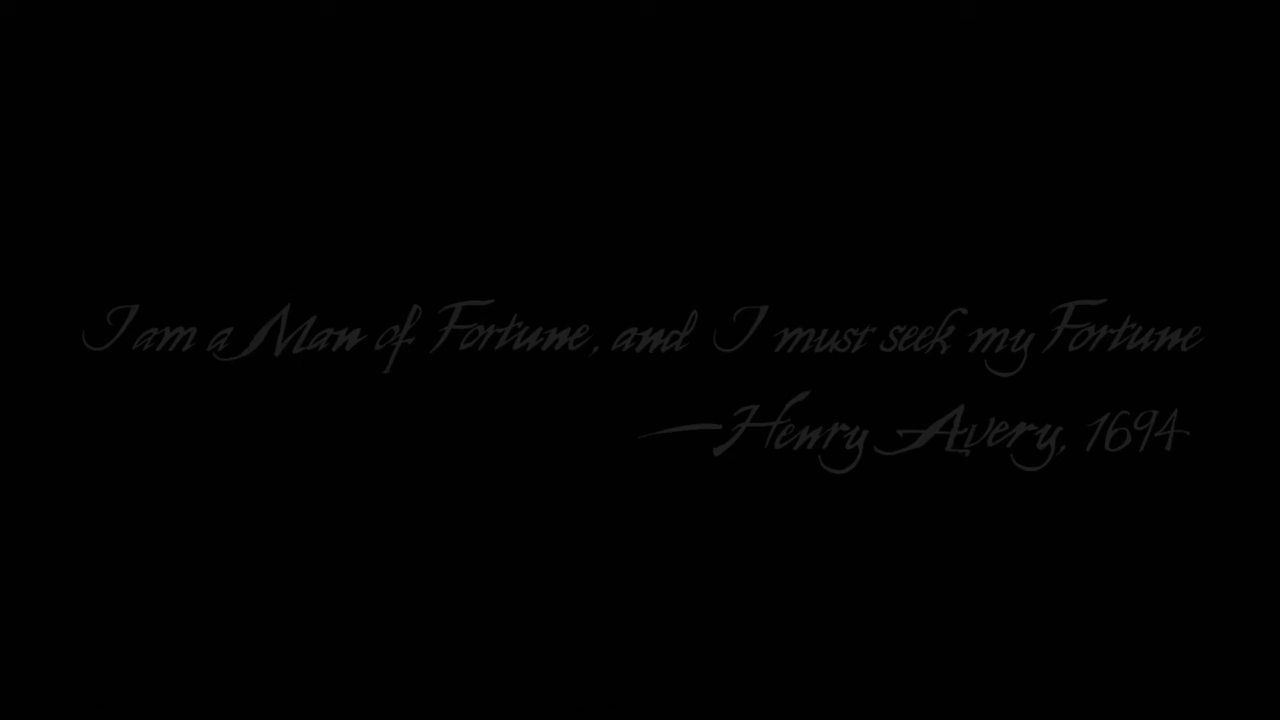 I am a Man of Fortune, and I must seek my Fortune
—Henry Avery, 1694